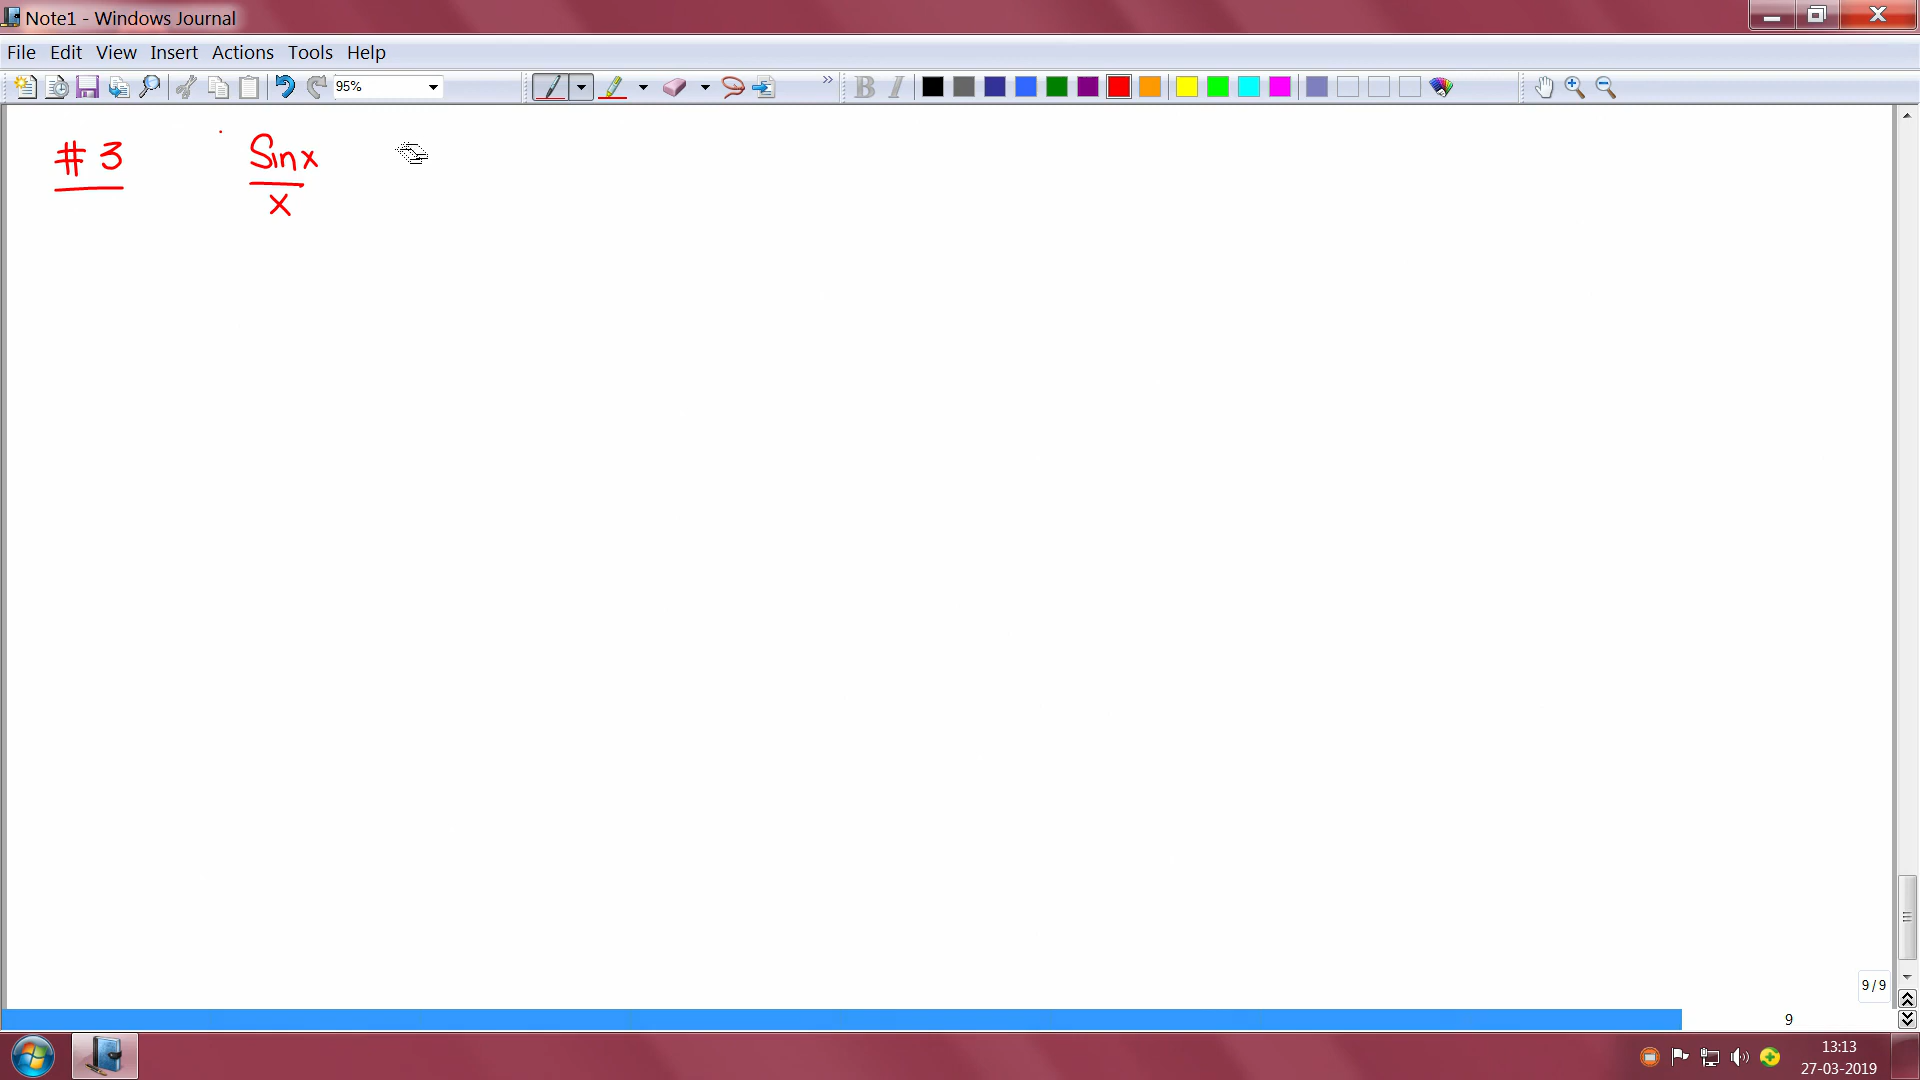 Note1 - Windows Journal
File Edit View Insert Actions Tools Help
95%
B I
# 3
Sinx
x
9 / 9
9
13:13
27-03-2019